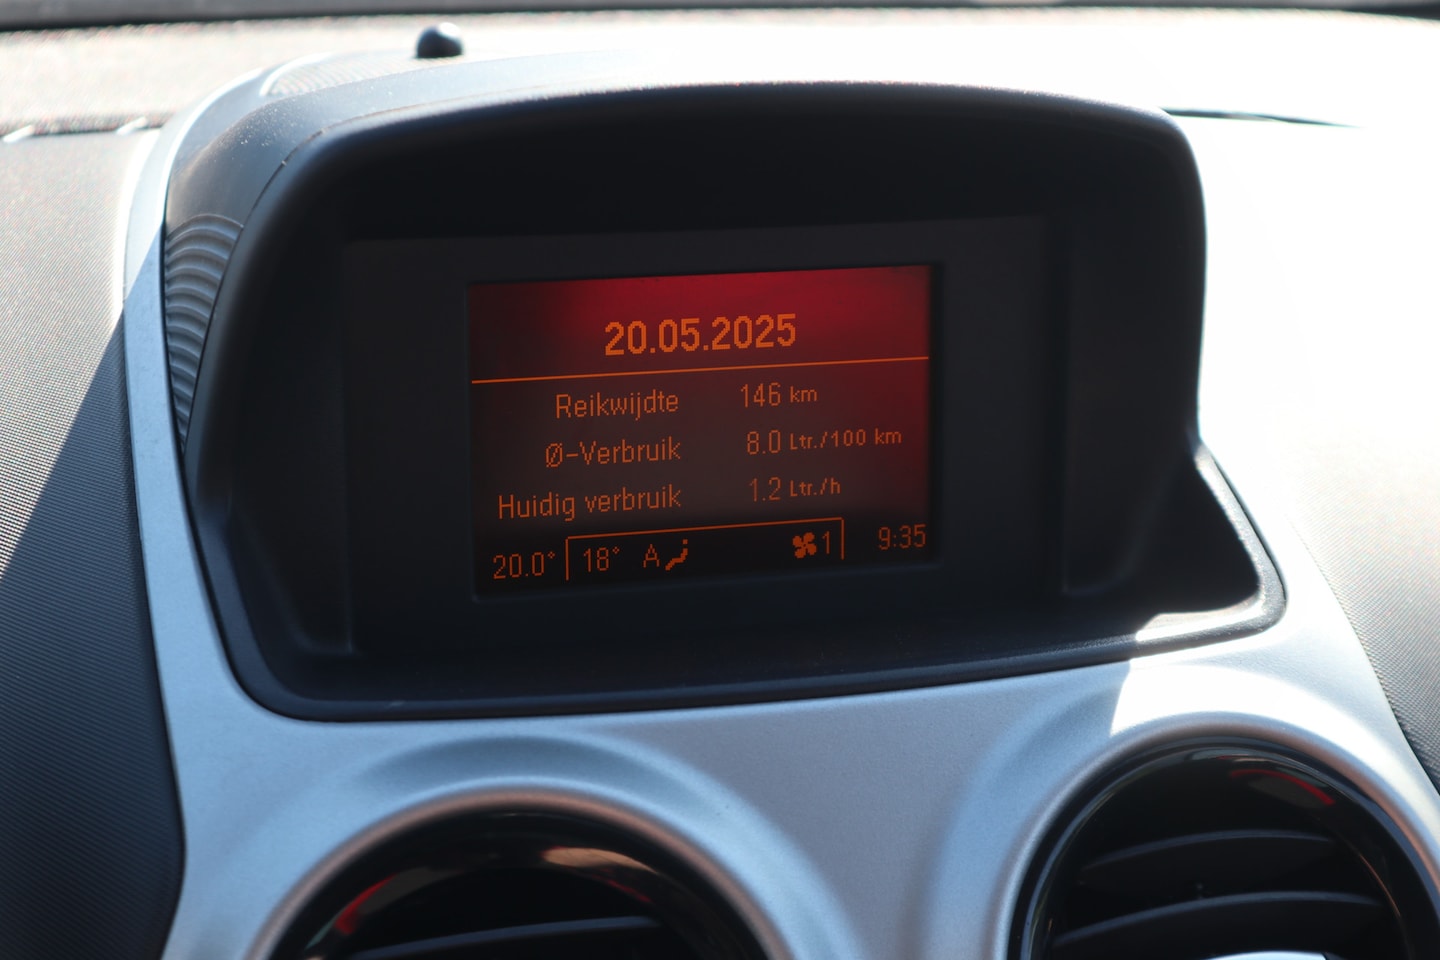 20.05.2025
Reikwijdte 146 km
Ø-Verbruik 8.0 Ltr./100 km
Huidig verbruik 1.2 Ltr./h
20.0° 18° A 1 9:35